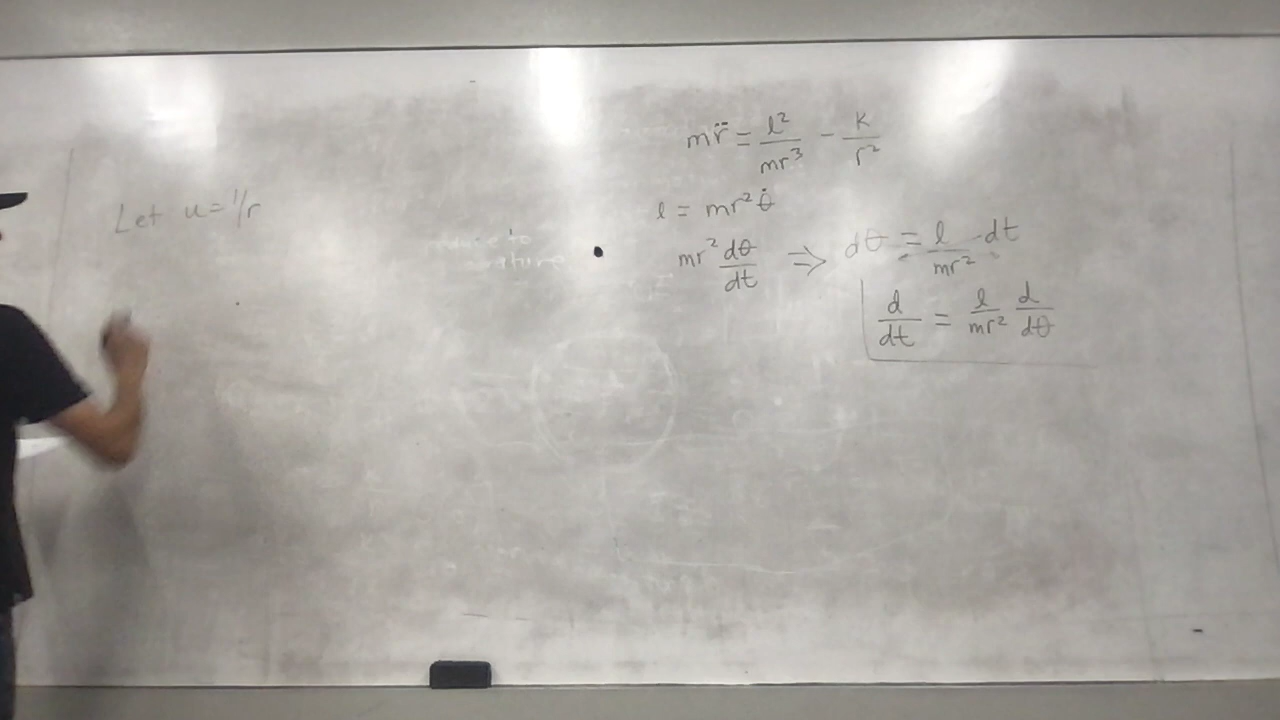 Let u = 1/r
mr̈ = l²/mr³ - k/r²
l = mr²θ̇
mr² dθ/dt ⇒ dθ = l/mr² · dt
d/dt = l/mr² d/dθ